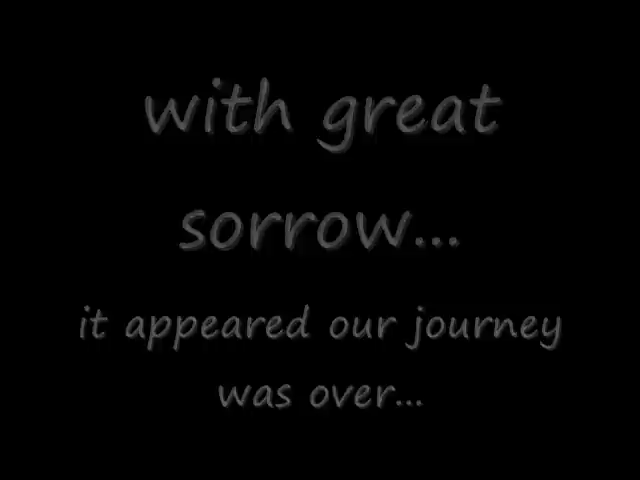 with great
sorrow...
it appeared our journey
was over...